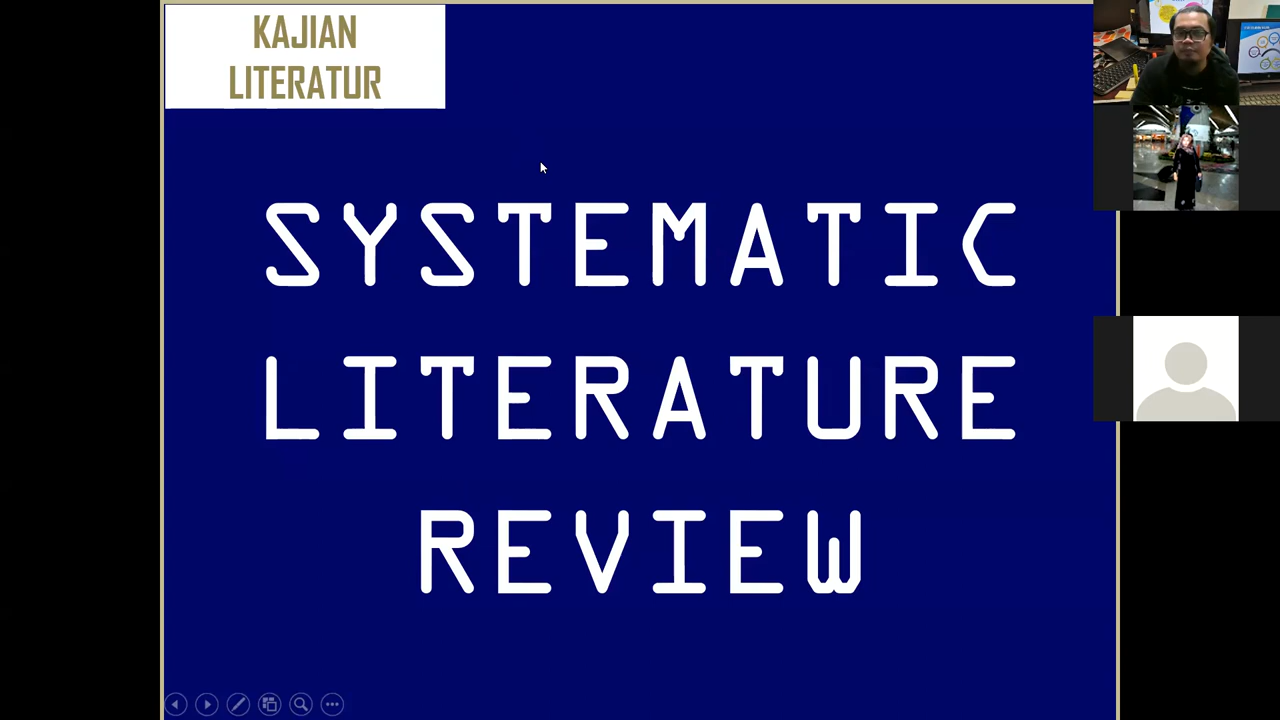 KAJIAN
LITERATUR
SYSTEMATIC
LITERATURE
REVIEW